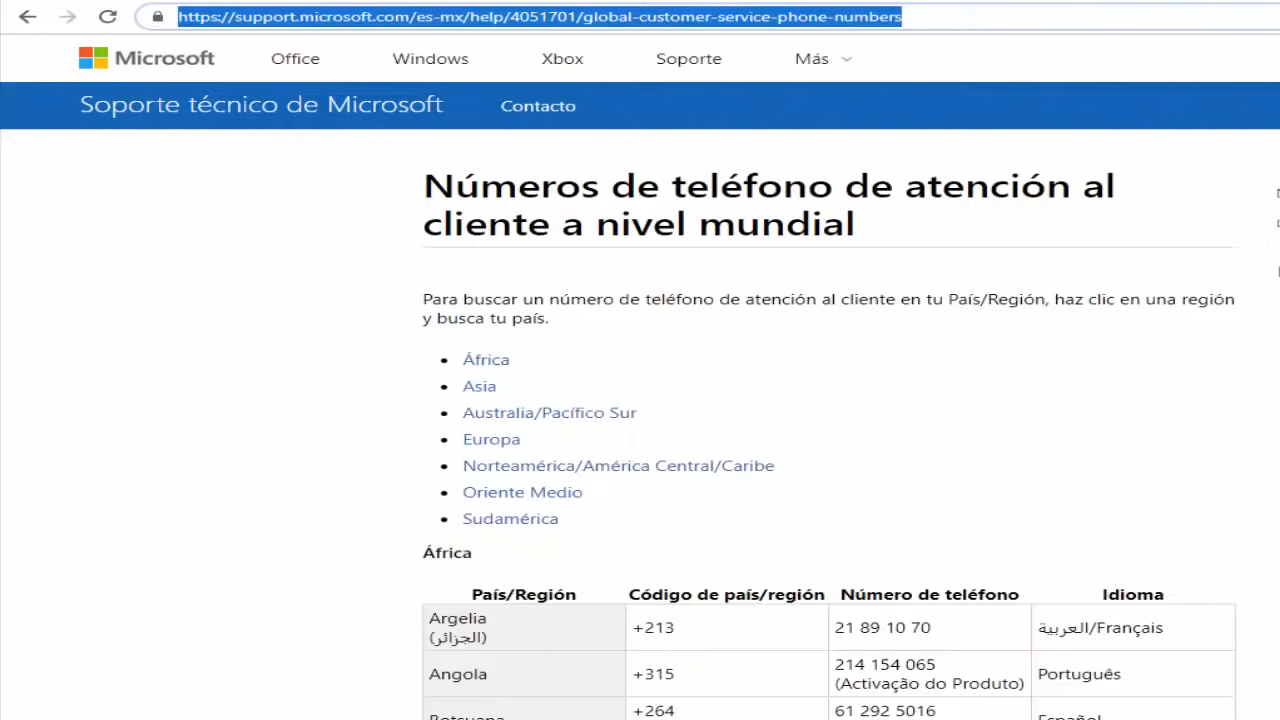 https://support.microsoft.com/es-mx/help/4051701/global-customer-service-phone-numbers
Microsoft Office Windows Xbox Soporte Más
Soporte técnico de Microsoft Contacto
Números de teléfono de atención al
cliente a nivel mundial
Para buscar un número de teléfono de atención al cliente en tu País/Región, haz clic en una región
y busca tu país.
África
Asia
Australia/Pacífico Sur
Europa
Norteamérica/América Central/Caribe
Oriente Medio
Sudamérica
África
País/Región Código de país/región Número de teléfono Idioma
Argelia
(الجزائر) +213 21 89 10 70 العربية/Français
Angola +315 214 154 065
(Activação do Produto) Português
+264 61 292 5016